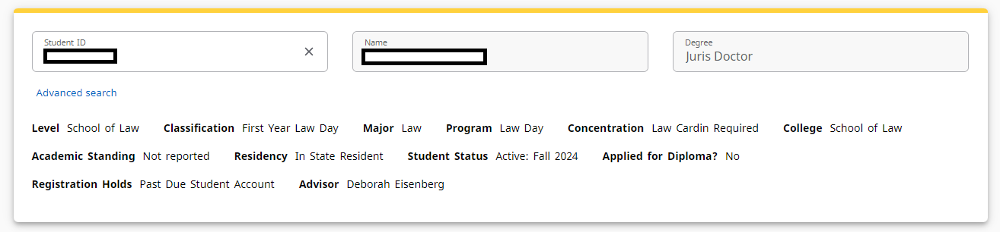 Student ID
Name
Degree
Juris Doctor
Advanced search
Level School of Law Classification First Year Law Day Major Law Program Law Day Concentration Law Cardin Required College School of Law
Academic Standing Not reported Residency In State Resident Student Status Active: Fall 2024 Applied for Diploma? No
Registration Holds Past Due Student Account Advisor Deborah Eisenberg